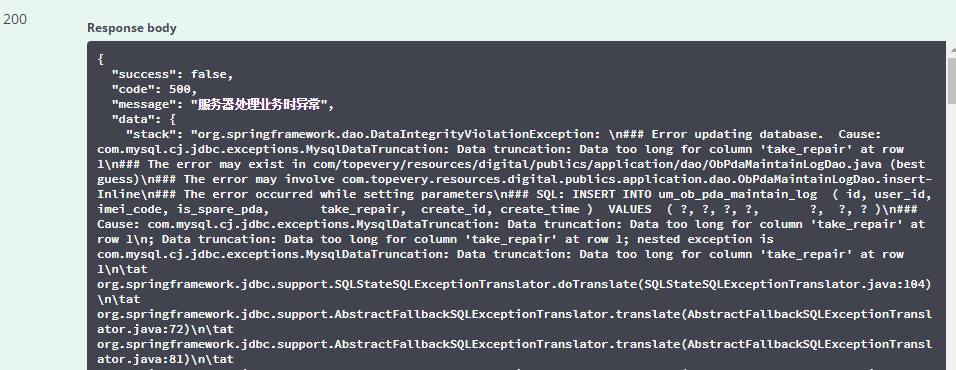 200
Response body
{
"success": false,
"code": 500,
"message": "服务器处理业务时异常",
"data": {
"stack": "org.springframework.dao.DataIntegrityViolationException: \n### Error updating database.  Cause:
com.mysql.cj.jdbc.exceptions.MysqlDataTruncation: Data truncation: Data too long for column 'take_repair' at row
1\n### The error may exist in com/topevery/resources/digital/publics/application/dao/ObPdaMaintainLogDao.java (best
guess)\n### The error may involve com.topevery.resources.digital.publics.application.dao.ObPdaMaintainLogDao.insert-
Inline\n### The error occurred while setting parameters\n### SQL: INSERT INTO um_ob_pda_maintain_log  ( id, user_id,
imei_code, is_spare_pda,       take_repair,  create_id, create_time )  VALUES  ( ?, ?, ?, ?,       ?,  ?, ? )\n###
Cause: com.mysql.cj.jdbc.exceptions.MysqlDataTruncation: Data truncation: Data too long for column 'take_repair' at
row 1\n; Data truncation: Data too long for column 'take_repair' at row 1; nested exception is
com.mysql.cj.jdbc.exceptions.MysqlDataTruncation: Data truncation: Data too long for column 'take_repair' at row
1\n\tat
org.springframework.jdbc.support.SQLStateSQLExceptionTranslator.doTranslate(SQLStateSQLExceptionTranslator.java:104)
\n\tat
org.springframework.jdbc.support.AbstractFallbackSQLExceptionTranslator.translate(AbstractFallbackSQLExceptionTransl
ator.java:72)\n\tat
org.springframework.jdbc.support.AbstractFallbackSQLExceptionTranslator.translate(AbstractFallbackSQLExceptionTransl
ator.java:81)\n\tat